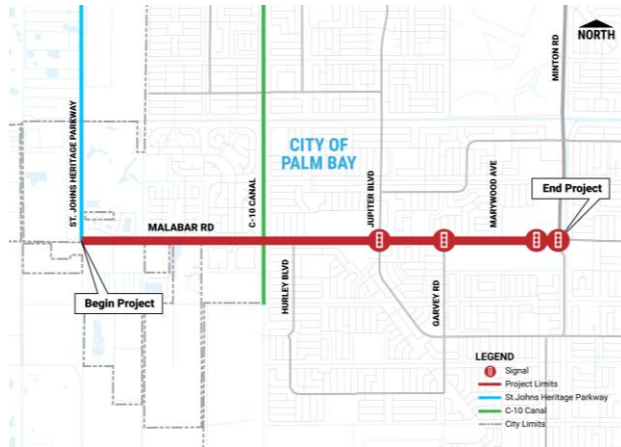 NORTH
MINTON RD
ST. JOHNS HERITAGE PARKWAY
CITY OF
PALM BAY
C-10 CANAL
JUPITER BLVD
MARYWOOD AVE
End Project
MALABAR RD
HURLEY BLVD
GARVEY RD
Begin Project
LEGEND
Signal
Project Limits
St.Johns Heritage Parkway
C-10 Canal
City Limits